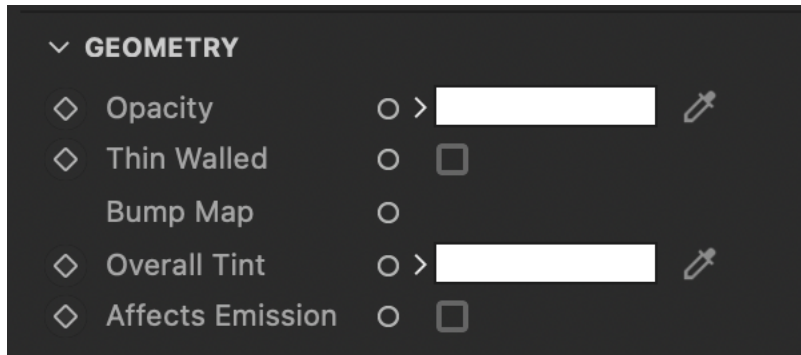 GEOMETRY
Opacity
Thin Walled
Bump Map
Overall Tint
Affects Emission